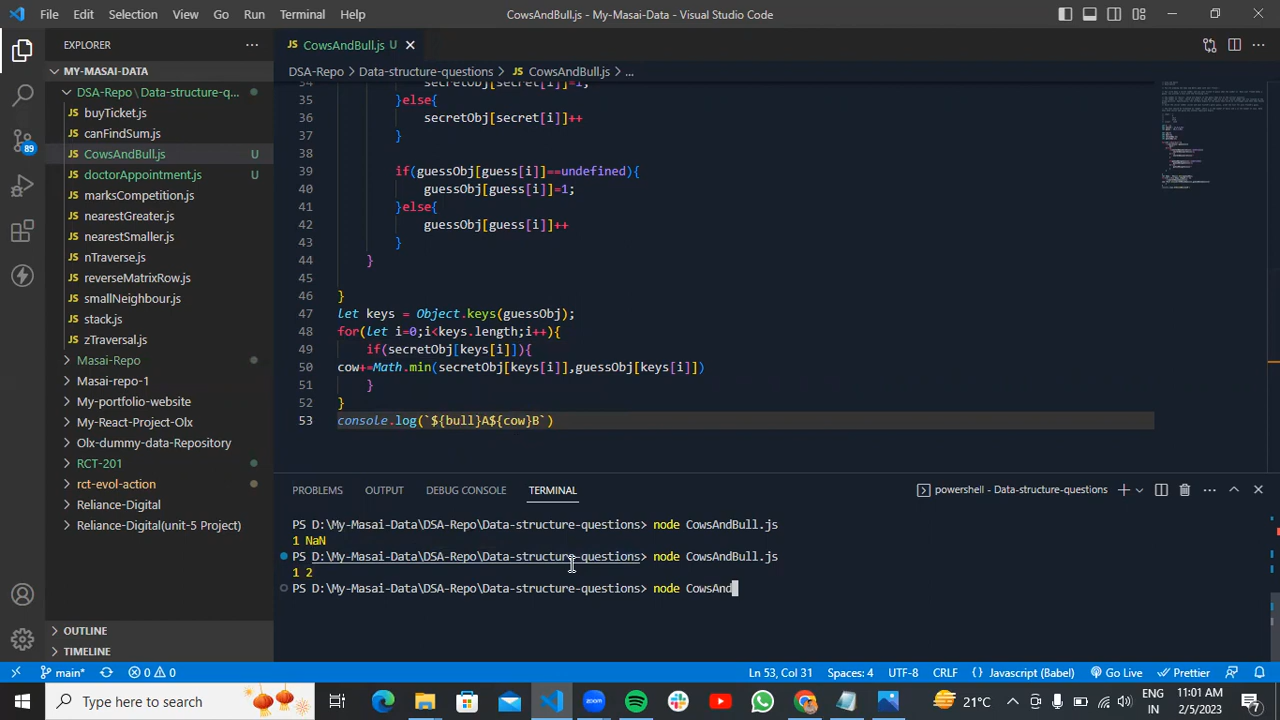 File Edit Selection View Go Run Terminal Help CowsAndBull.js - My-Masai-Data - Visual Studio Code
EXPLORER
MY-MASAI-DATA
DSA-Repo\Data-structure-q...
buyTicket.js
canFindSum.js
CowsAndBull.js U
doctorAppointment.js U
marksCompetition.js
nearestGreater.js
nearestSmaller.js
nTraverse.js
reverseMatrixRow.js
smallNeighbour.js
stack.js
zTraversal.js
Masai-Repo
Masai-repo-1
My-portfolio-website
My-React-Project-Olx
Olx-dummy-data-Repository
RCT-201
rct-evol-action
Reliance-Digital
Reliance-Digital(unit-5 Project)
OUTLINE
TIMELINE
89
JS CowsAndBull.js U
DSA-Repo > Data-structure-questions > JS CowsAndBull.js > ...
34 secretObj[secret[i]]=1;
35 }else{
36 secretObj[secret[i]]++
37 }
38
39 if(guessObj[guess[i]]==undefined){
40 guessObj[guess[i]]=1;
41 }else{
42 guessObj[guess[i]]++
43 }
44 }
45
46 }
47 let keys = Object.keys(guessObj);
48 for(let i=0;i<keys.length;i++){
49 if(secretObj[keys[i]]){
50 cow+=Math.min(secretObj[keys[i]],guessObj[keys[i]])
51 }
52 }
53 console.log(`${bull}A${cow}B`)
PROBLEMS OUTPUT DEBUG CONSOLE TERMINAL powershell - Data-structure-questions
PS D:\My-Masai-Data\DSA-Repo\Data-structure-questions> node CowsAndBull.js
1 NaN
PS D:\My-Masai-Data\DSA-Repo\Data-structure-questions> node CowsAndBull.js
1 2
PS D:\My-Masai-Data\DSA-Repo\Data-structure-questions> node CowsAnd
main* 0 0 Ln 53, Col 31 Spaces: 4 UTF-8 CRLF {} Javascript (Babel) Go Live Prettier
Type here to search 21°C ENG IN 11:01 AM 2/5/2023